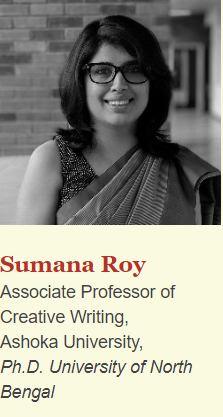 Sumana Roy
Associate Professor of
Creative Writing,
Ashoka University,
Ph.D. University of North
Bengal